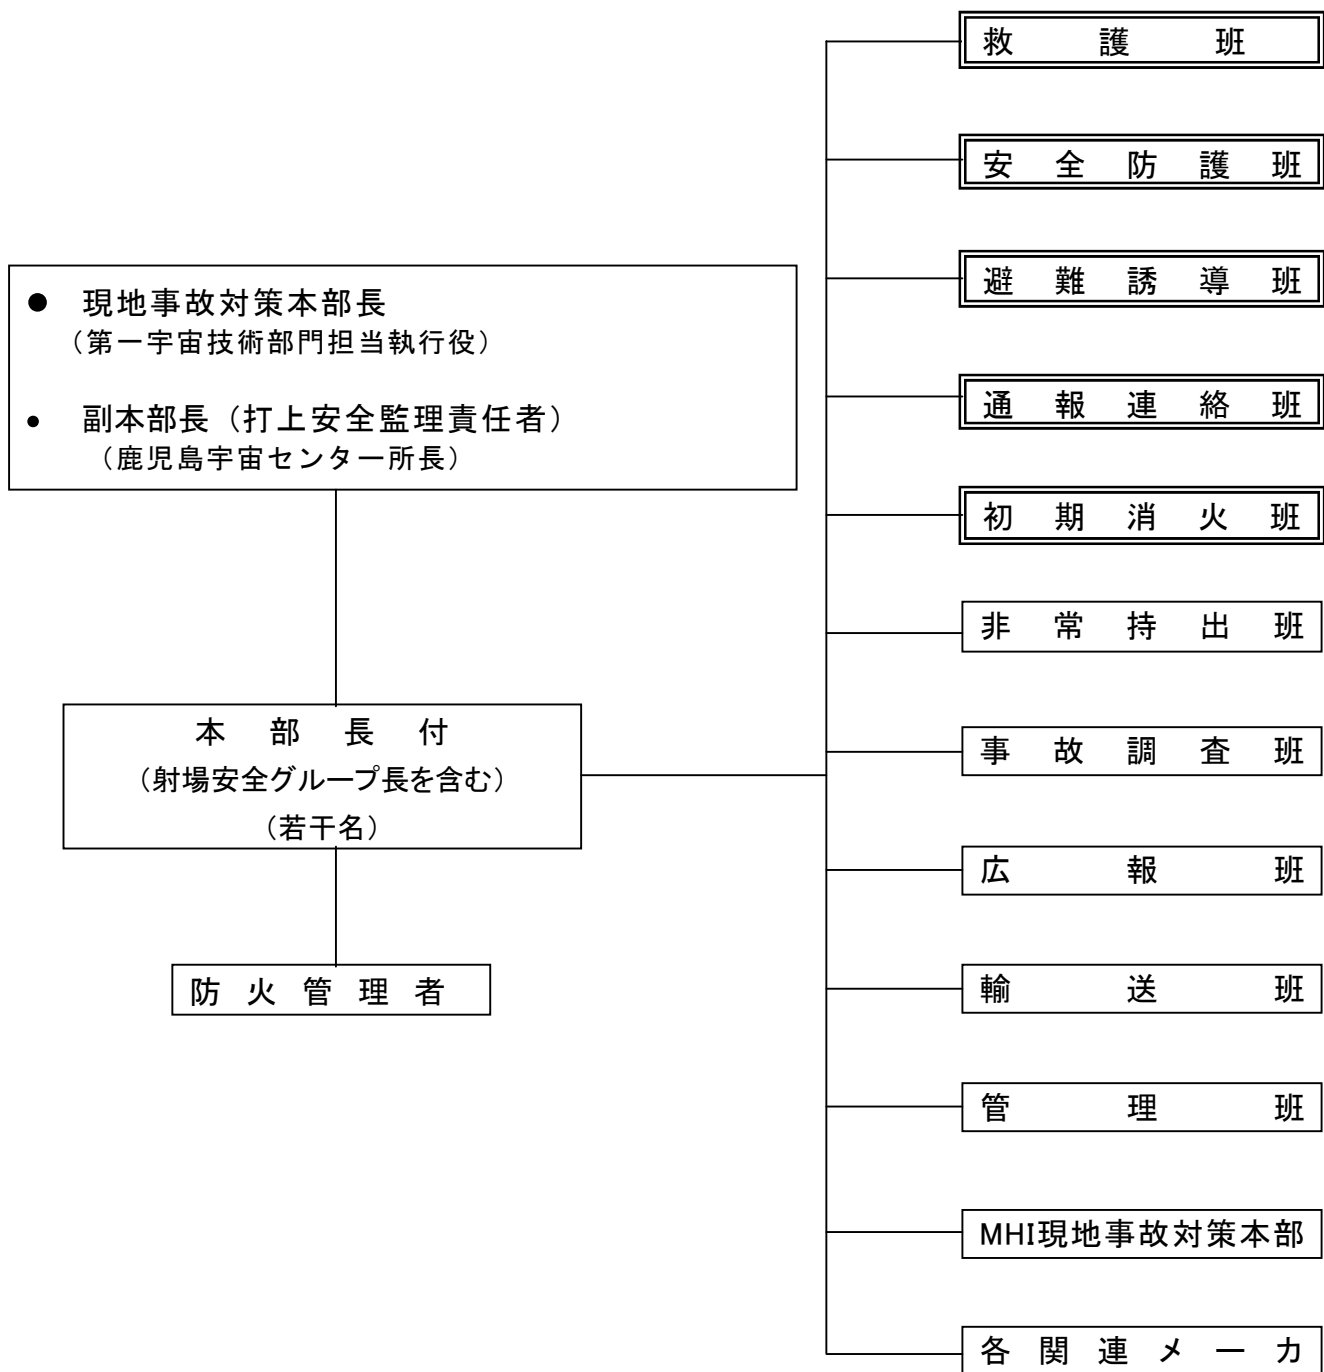 ● 現地事故対策本部長
（第一宇宙技術部門担当執行役）
● 副本部長（打上安全監理責任者）
（鹿児島宇宙センター所長）
本部長付
（射場安全グループ長を含む）
（若干名）
防火管理者
救護班
安全防護班
避難誘導班
通報連絡班
初期消火班
非常持出班
事故調査班
広報班
輸送班
管理班
MHI現地事故対策本部
各関連メーカ